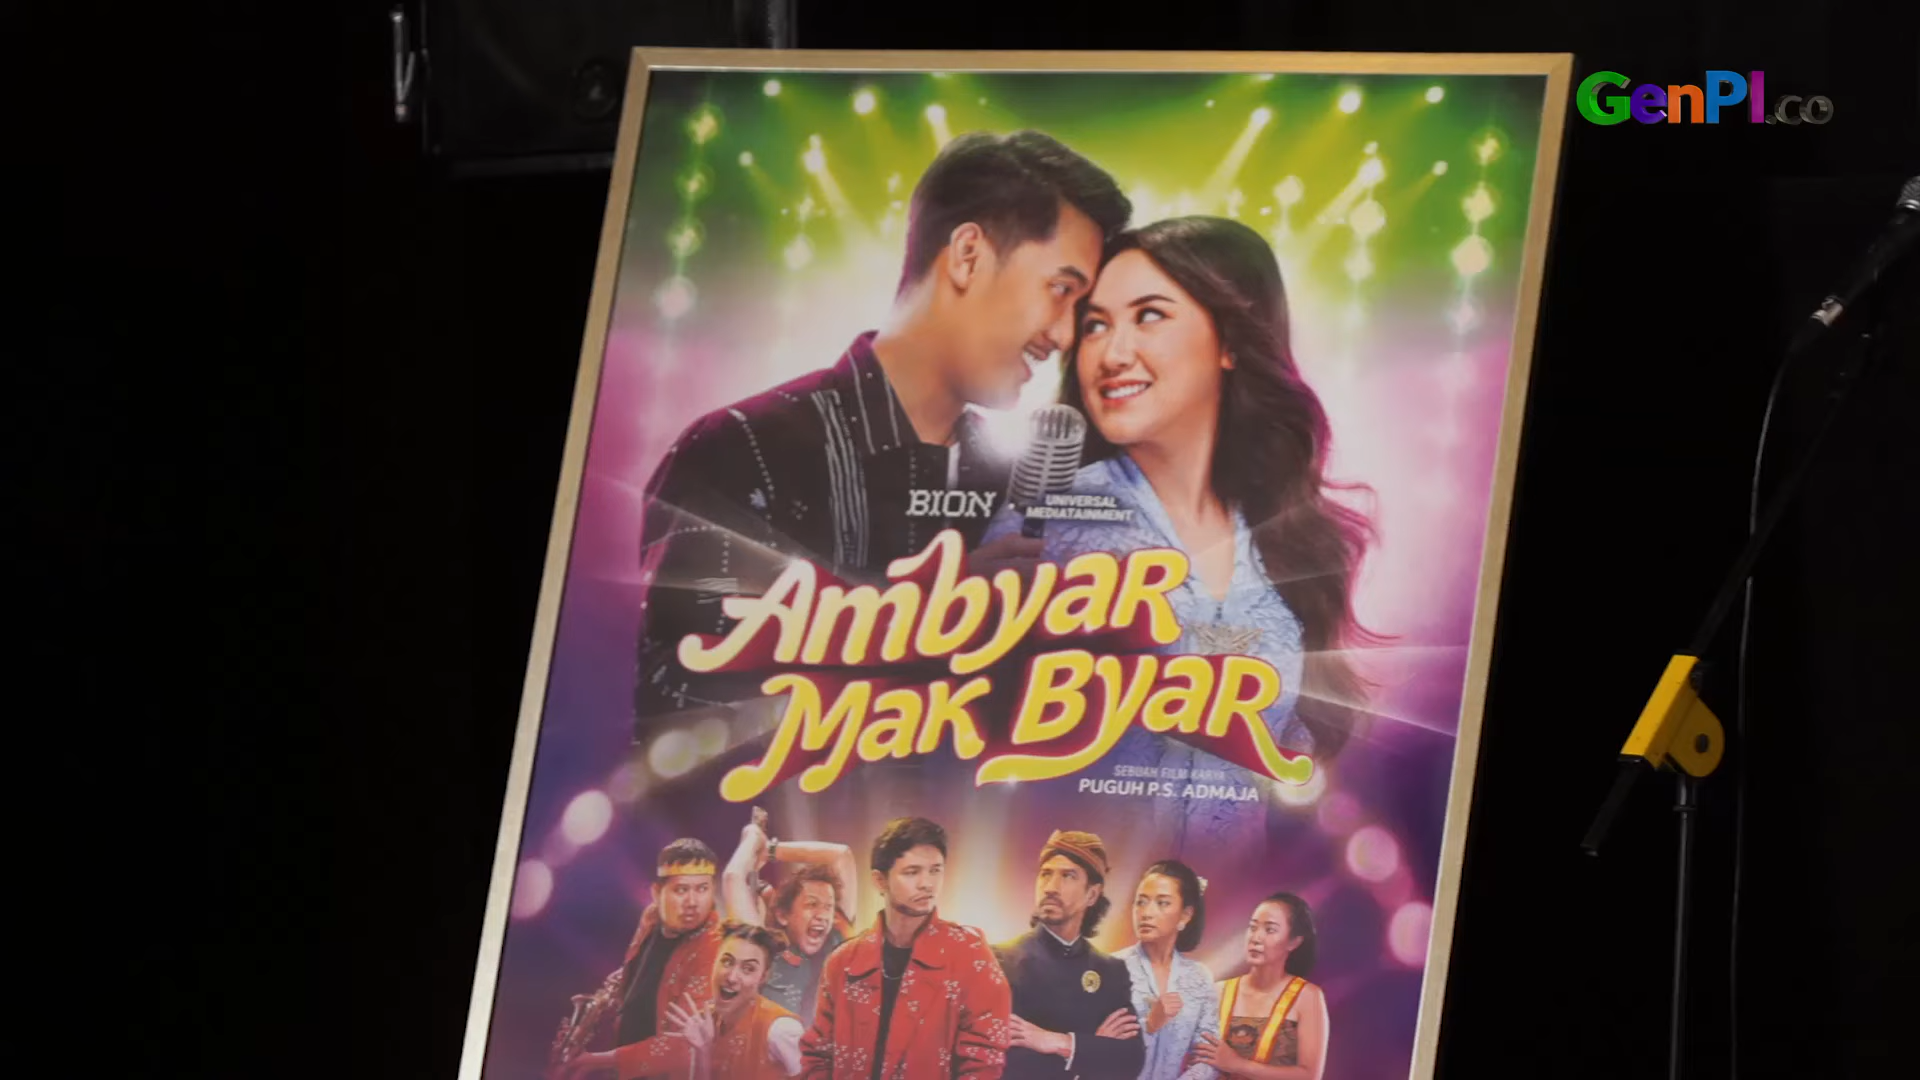 GenPI.co
BION
UNIVERSAL
MEDIATAINMENT
AMBYAR
MAK BYAR
SEBUAH FILM KARYA
PUGUH P.S. ADMAJA